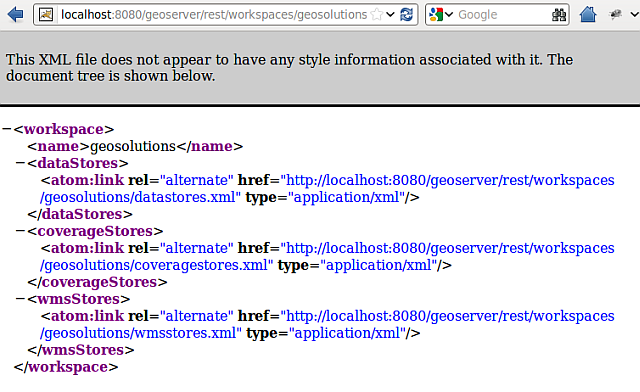 localhost:8080/geoserver/rest/workspaces/geosolutions
Google
This XML file does not appear to have any style information associated with it. The
document tree is shown below.
−<workspace>
<name>geosolutions</name>
−<dataStores>
<atom:link rel="alternate" href="http://localhost:8080/geoserver/rest/workspaces
/geosolutions/datastores.xml" type="application/xml"/>
</dataStores>
−<coverageStores>
<atom:link rel="alternate" href="http://localhost:8080/geoserver/rest/workspaces
/geosolutions/coveragestores.xml" type="application/xml"/>
</coverageStores>
−<wmsStores>
<atom:link rel="alternate" href="http://localhost:8080/geoserver/rest/workspaces
/geosolutions/wmsstores.xml" type="application/xml"/>
</wmsStores>
</workspace>